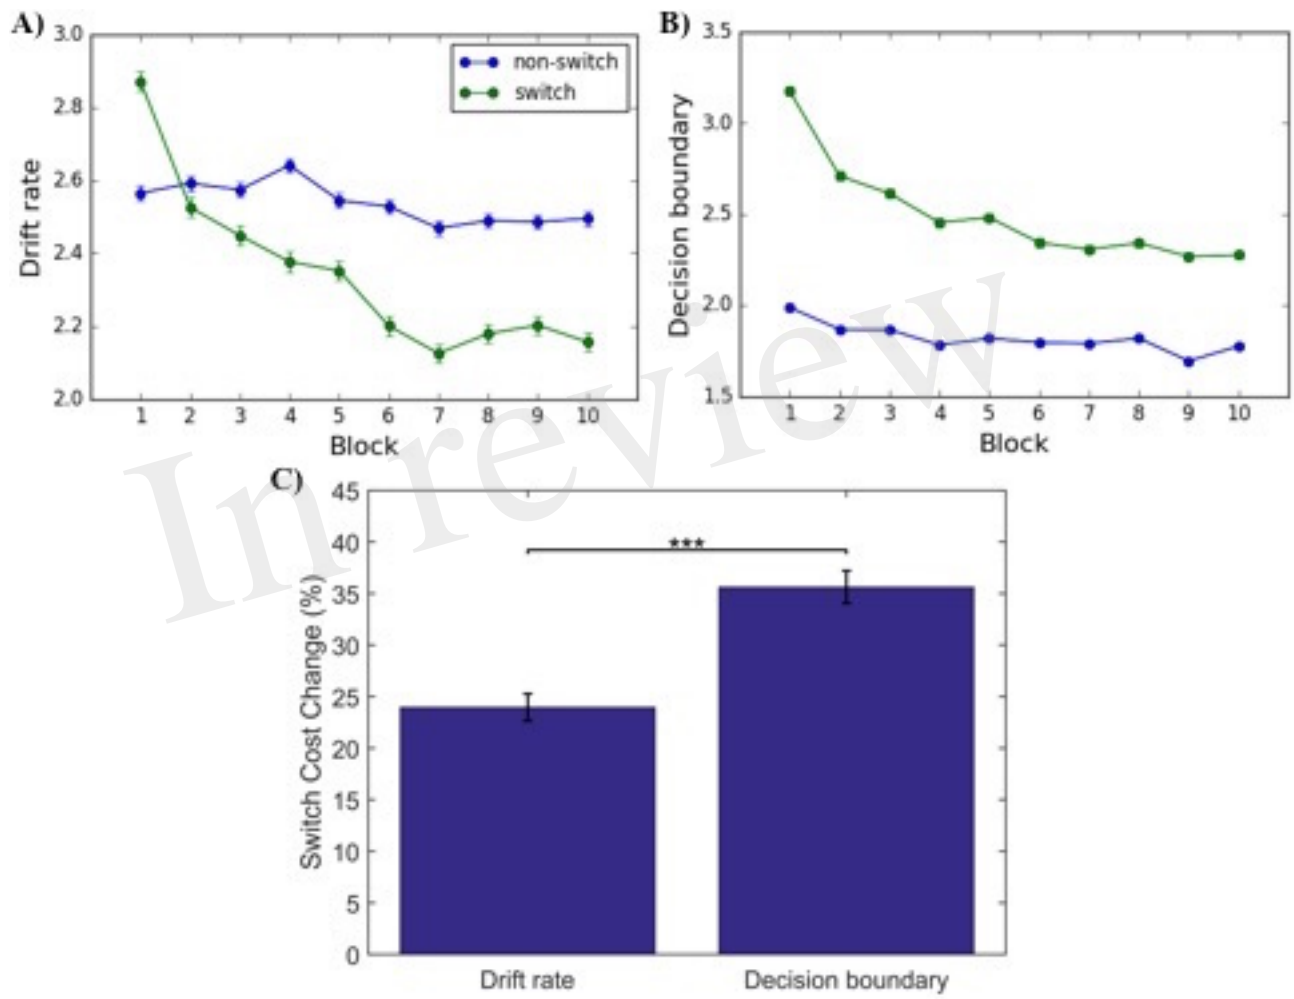 A)
3.0
2.8
2.6
2.4
2.2
2.0
Drift rate
non-switch
switch
1 2 3 4 5 6 7 8 9 10
Block
B)
3.5
3.0
2.5
2.0
1.5
Decision boundary
1 2 3 4 5 6 7 8 9 10
Block
In review
C)
45
40
35
30
25
20
15
10
5
0
Switch Cost Change (%)
***
Drift rate Decision boundary